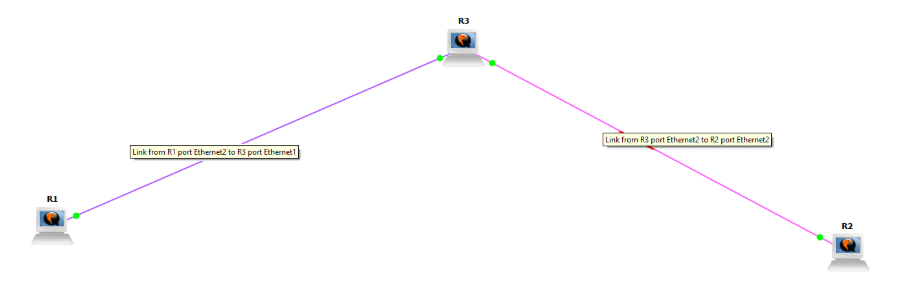 R3
Link from R1 port Ethernet2 to R3 port Ethernet1
Link from R3 port Ethernet2 to R2 port Ethernet2
R1
R2